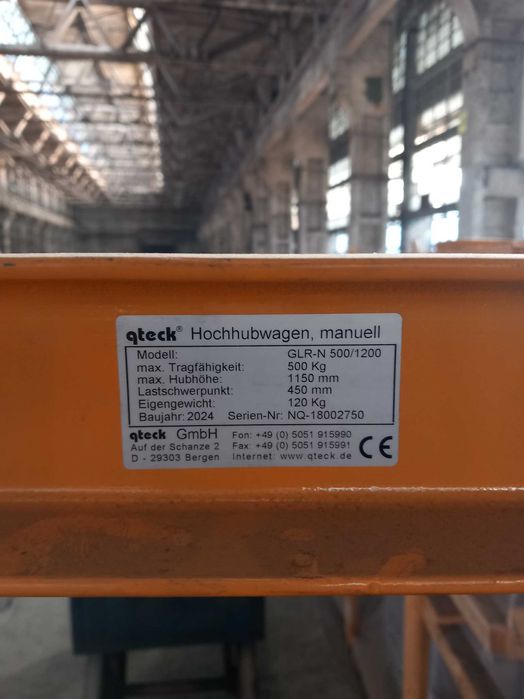 qteck® Hochhubwagen, manuell
Modell: GLR-N 500/1200
max. Tragfähigkeit: 500 Kg
max. Hubhöhe: 1150 mm
Lastschwerpunkt: 450 mm
Eigengewicht: 120 Kg
Baujahr: 2024 Serien-Nr: NQ-18002750
qteck GmbH Fon: +49 (0) 5051 915990
Auf der Schanze 2 Fax: +49 (0) 5051 915991
D - 29303 Bergen Internet: www.qteck.de
CE